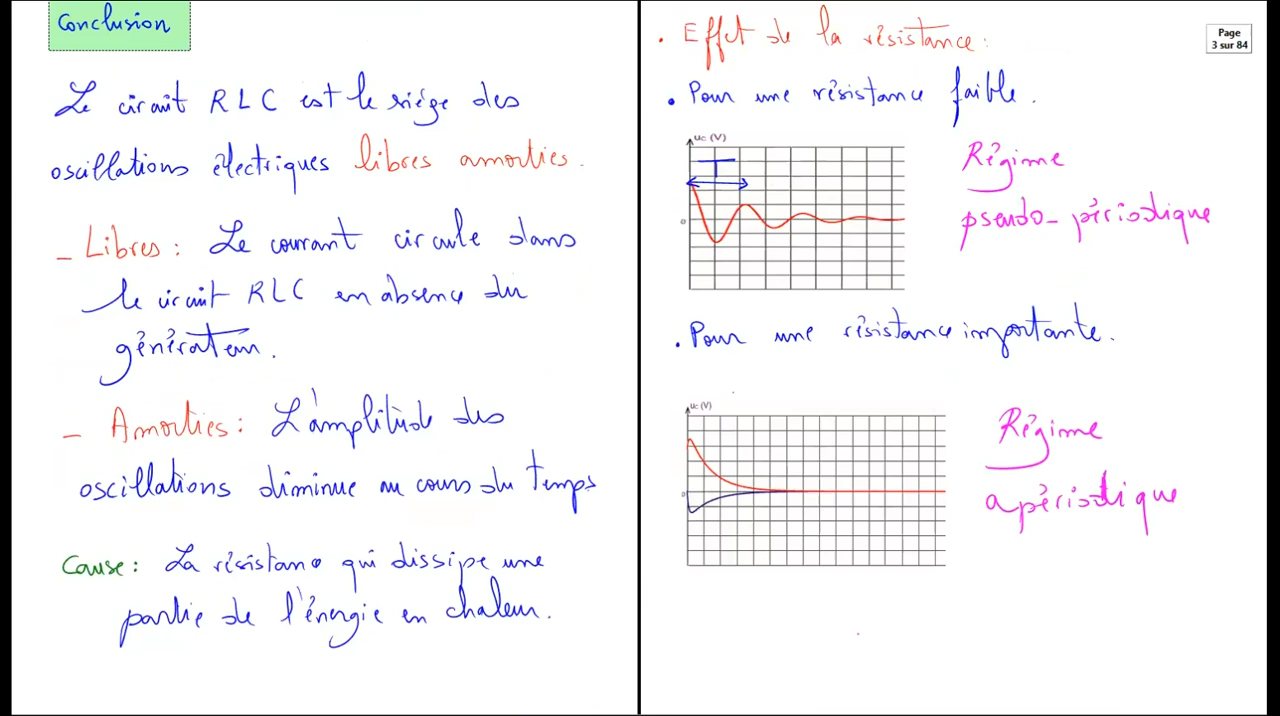 Conclusion
Le circuit RLC est le siége des
oscillations électriques libres amorties.
- Libres : Le courant circule dans
le circuit RLC en absence du
générateur.
- Amorties : L'amplitude des
oscillations diminue au cours du temps
Cause : La résistance qui dissipe une
partie de l'énergie en chaleur.
Page
3 sur 84
• Effet de la résistance :
• Pour une résistance faible.
uc (V)
T
0
Régime
pseudo-périodique
• Pour une résistance importante.
uc (V)
0
Régime
apériodique